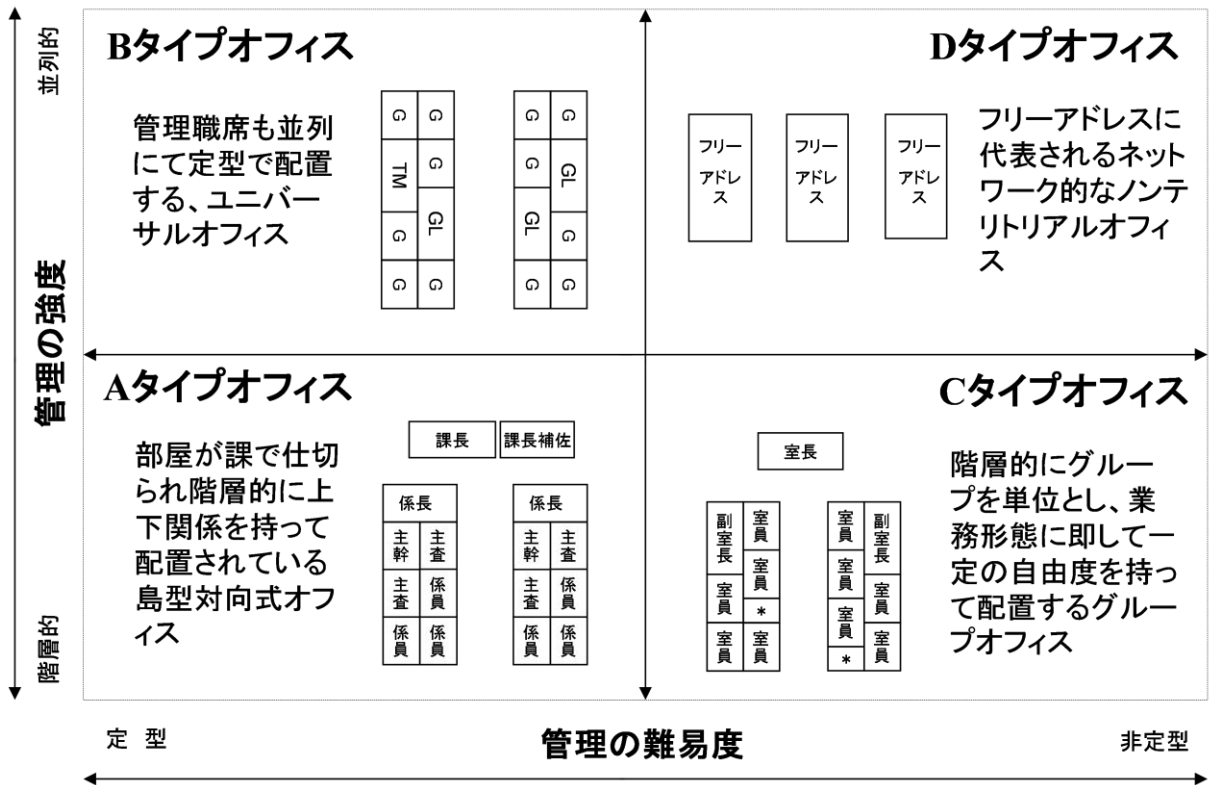 並列的
管理の強度
階層的
Bタイプオフィス
管理職席も並列
にて定型で配置
する、ユニバー
サルオフィス
G G
TM G
G GL
G G
G G
G GL
GL G
G G
Dタイプオフィス
フリー
アドレ
ス
フリー
アドレ
ス
フリー
アドレ
ス
フリーアドレスに
代表されるネット
ワーク的なノンテ
リトリアルオフィ
ス
Aタイプオフィス
部屋が課で仕切
られ階層的に上
下関係を持って
配置されている
島型対向式オフ
ィス
課長 課長補佐
係長
主幹 主査
主査 係員
係員 係員
係長
主幹 主査
主査 係員
係員 係員
Cタイプオフィス
室長
副室長 室員
室員 室員
室員 *
室員
室員 副室長
室員 室員
室員 室員
*
階層的にグルー
プを単位とし、業
務形態に即して一
定の自由度を持っ
て配置するグルー
プオフィス
定 型
管理の難易度
非定型